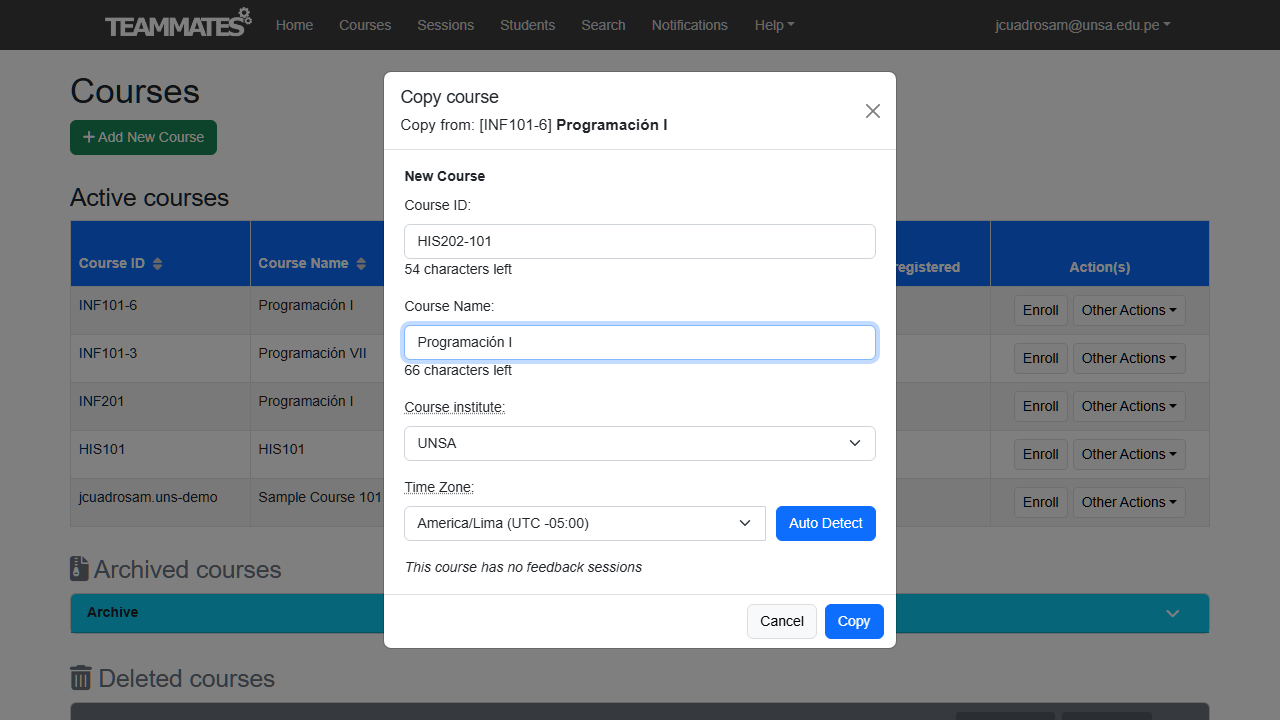 TEAMMATES Home Courses Sessions Students Search Notifications Help jcuadrosam@unsa.edu.pe
Courses
+ Add New Course
Active courses
Course ID Course Name registered Action(s)
INF101-6 Programación I Enroll Other Actions
INF101-3 Programación VII Enroll Other Actions
INF201 Programación I Enroll Other Actions
HIS101 HIS101 Enroll Other Actions
jcuadrosam.uns-demo Sample Course 101 Enroll Other Actions
Archived courses
Archive
Deleted courses
Copy course
Copy from: [INF101-6] Programación I
New Course
Course ID:
HIS202-101
54 characters left
Course Name:
Programación I
66 characters left
Course institute:
UNSA
Time Zone:
America/Lima (UTC -05:00) Auto Detect
This course has no feedback sessions
Cancel Copy